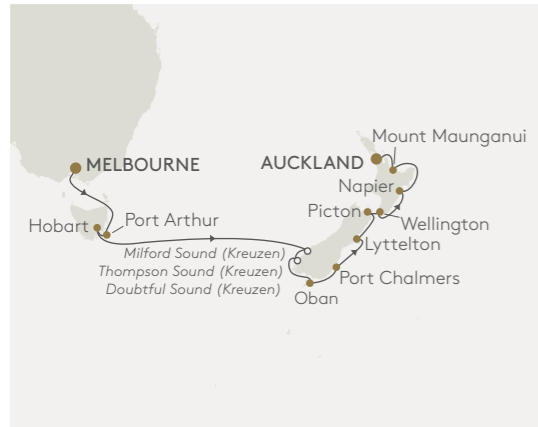 Mount Maunganui
MELBOURNE
AUCKLAND
Napier
Picton
Wellington
Hobart
Port Arthur
Lyttelton
Milford Sound (Kreuzen)
Thompson Sound (Kreuzen)
Doubtful Sound (Kreuzen)
Port Chalmers
Oban